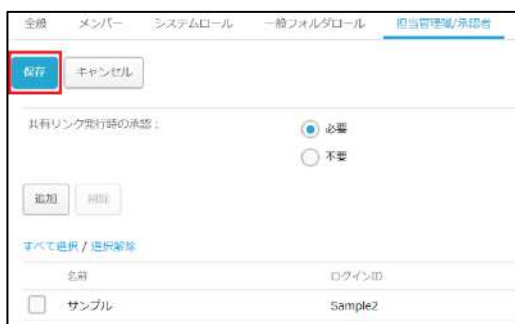 全般 メンバー システムロール 一般フォルダロール 担当管理職/承認者
保存 キャンセル
共有リンク発行時の承認：
必要
不要
追加 削除
すべて選択 / 選択解除
名前 ログインID
サンプル Sample2